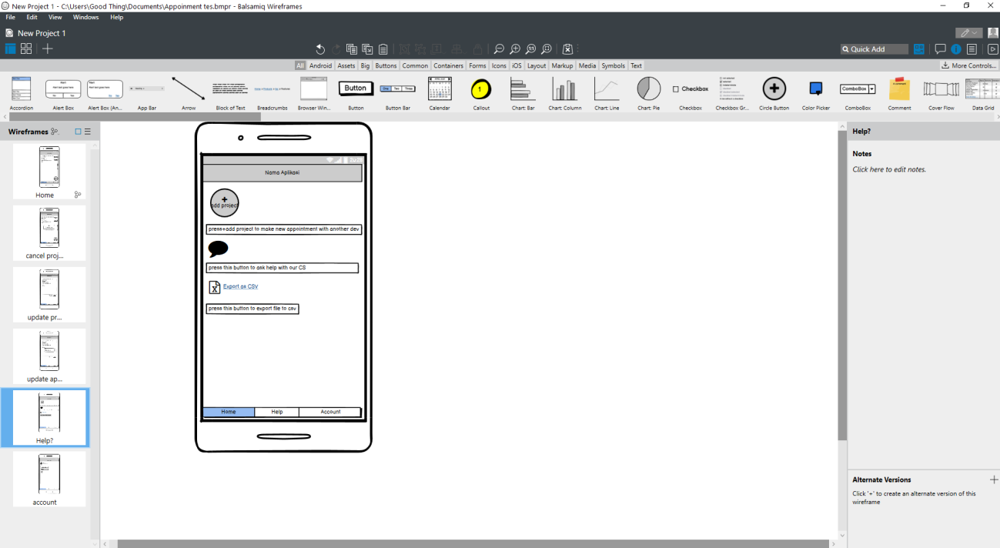 New Project 1 - C:\Users\Good Thing\Documents\Appoinment tes.bmpr - Balsamiq Wireframes
File Edit View Windows Help
New Project 1
Quick Add
All Android Assets Big Buttons Common Containers Forms Icons iOS Layout Markup Media Symbols Text
More Controls...
Button
One Two Three
1
Checkbox
ComboBox
Accordion Alert Box Alert Box (An... App Bar Arrow Block of Text Breadcrumbs Browser Win... Button Button Bar Calendar Callout Chart: Bar Chart: Column Chart: Line Chart: Pie Checkbox Checkbox Gr... Circle Button Color Picker ComboBox Comment Cover Flow Data Grid
Wireframes
Home
cancel proj...
update pr...
update ap...
Help?
account
Nama Aplikasi
add project
press+add project to make new appointment with another dev
press this button to ask help with our CS
Export as CSV
press this button to export file to csv
Home Help Account
Help?
Notes
Click here to edit notes.
Alternate Versions
Click '+' to create an alternate version of this
wireframe